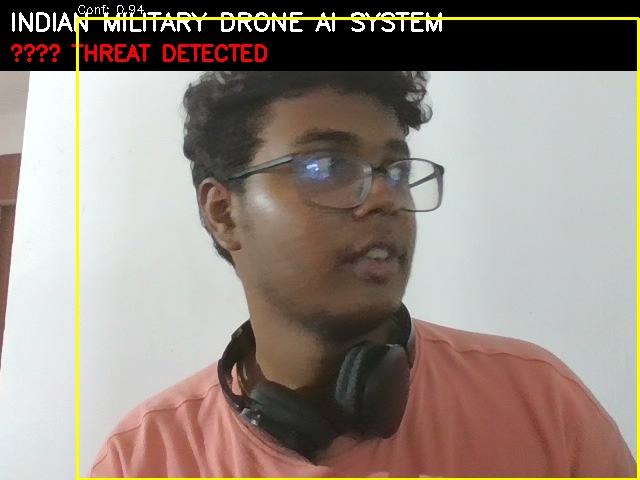 Conf: 0.94
INDIAN MILITARY DRONE AI SYSTEM
???? THREAT DETECTED